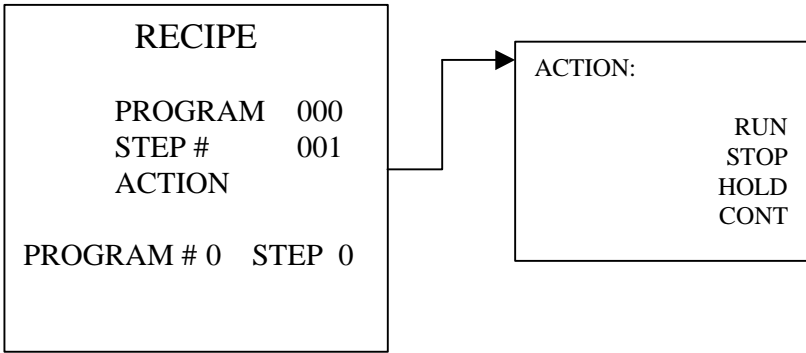 RECIPE
PROGRAM 000
STEP # 001
ACTION
PROGRAM # 0 STEP 0
ACTION:
RUN
STOP
HOLD
CONT